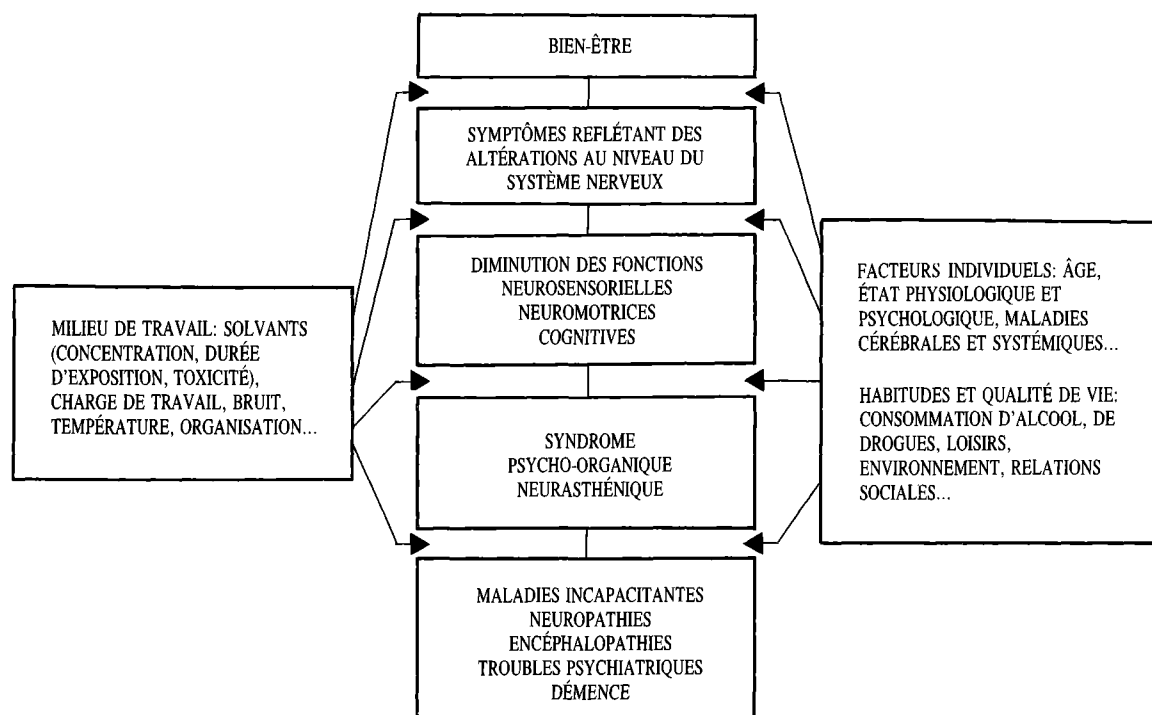 BIEN-ÊTRE
SYMPTÔMES REFLÉTANT DES
ALTÉRATIONS AU NIVEAU DU
SYSTÈME NERVEUX
DIMINUTION DES FONCTIONS
NEUROSENSORIELLES
NEUROMOTRICES
COGNITIVES
SYNDROME
PSYCHO-ORGANIQUE
NEURASTHÉNIQUE
MALADIES INCAPACITANTES
NEUROPATHIES
ENCÉPHALOPATHIES
TROUBLES PSYCHIATRIQUES
DÉMENCE
MILIEU DE TRAVAIL: SOLVANTS
(CONCENTRATION, DURÉE
D'EXPOSITION, TOXICITÉ),
CHARGE DE TRAVAIL, BRUIT,
TEMPÉRATURE, ORGANISATION...
FACTEURS INDIVIDUELS: ÂGE,
ÉTAT PHYSIOLOGIQUE ET
PSYCHOLOGIQUE, MALADIES
CÉRÉBRALES ET SYSTÉMIQUES...
HABITUDES ET QUALITÉ DE VIE:
CONSOMMATION D'ALCOOL, DE
DROGUES, LOISIRS,
ENVIRONNEMENT, RELATIONS
SOCIALES...